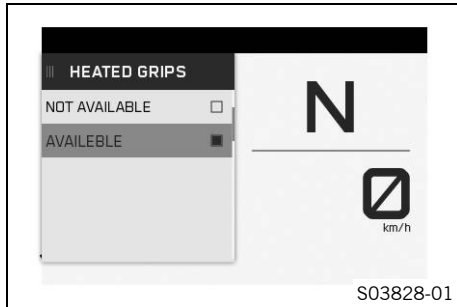 HEATED GRIPS
NOT AVAILABLE
AVAILEBLE
N
0
km/h
S03828-01